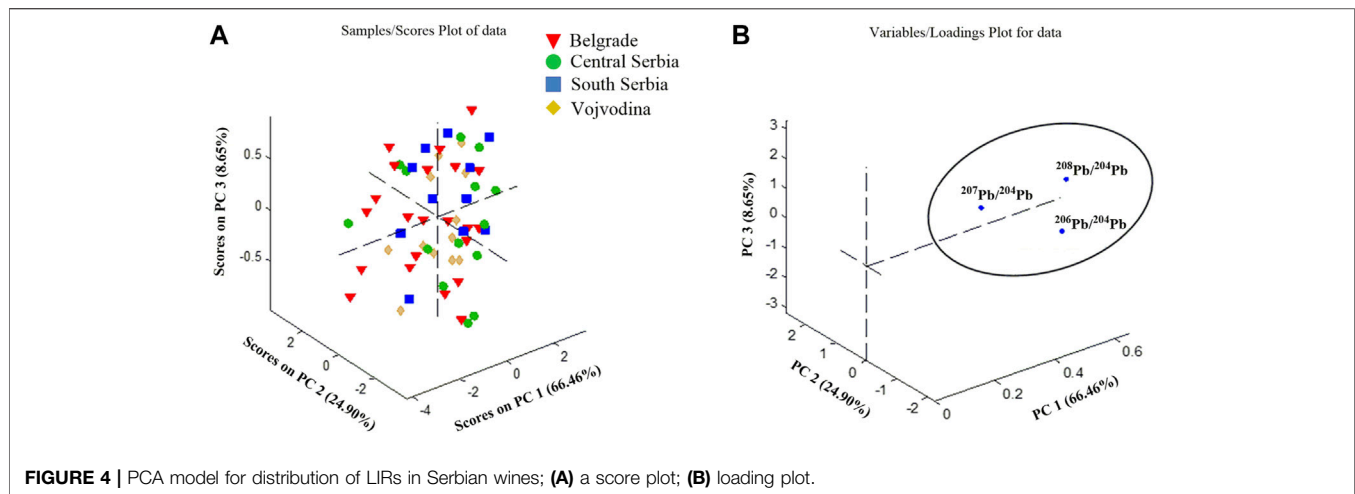 A
Samples/Scores Plot of data
Belgrade
Central Serbia
South Serbia
Vojvodina
Scores on PC 3 (8.65%)
0.5
0
-0.5
Scores on PC 2 (24.90%)
2
0
-2
Scores on PC 1 (66.46%)
-4
-2
0
2
B
Variables/Loadings Plot for data
PC 3 (8.65%)
3
2
1
0
-1
-2
-3
PC 2 (24.90%)
2
1
0
-1
-2
PC 1 (66.46%)
0
0.2
0.4
0.6
²⁰⁸Pb/²⁰⁴Pb
²⁰⁷Pb/²⁰⁴Pb
²⁰⁶Pb/²⁰⁴Pb
FIGURE 4 | PCA model for distribution of LIRs in Serbian wines; (A) a score plot; (B) loading plot.